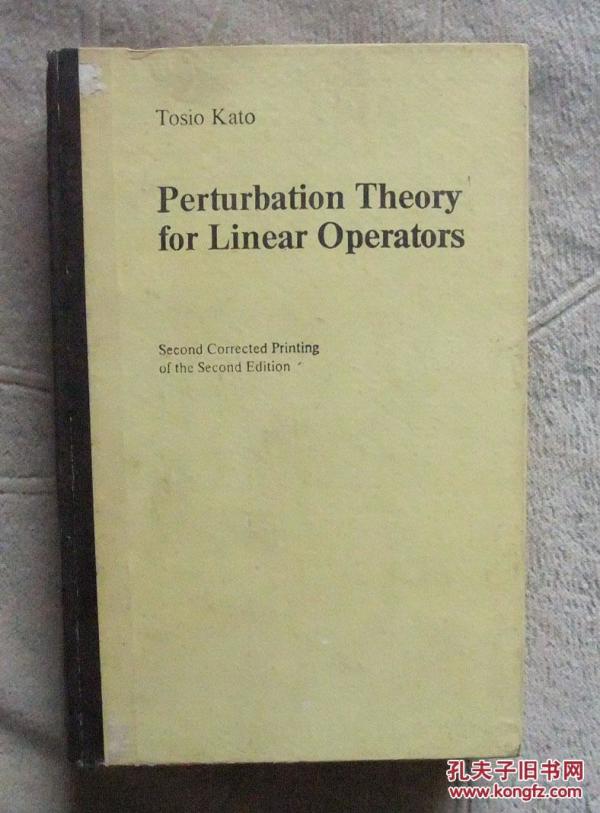 Tosio Kato
Perturbation Theory
for Linear Operators
Second Corrected Printing
of the Second Edition
孔夫子旧书网
www.kongfz.com